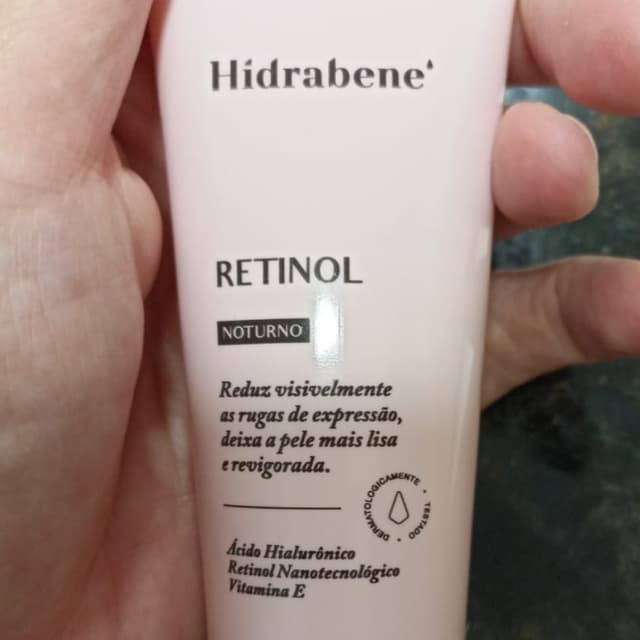 Hidrabene
RETINOL
NOTURNO
Reduz visivelmente
as rugas de expressão,
deixa a pele mais lisa
e revigorada.
DERMATOLOGICAMENTE • TESTADO •
Ácido Hialurônico
Retinol Nanotecnológico
Vitamina E